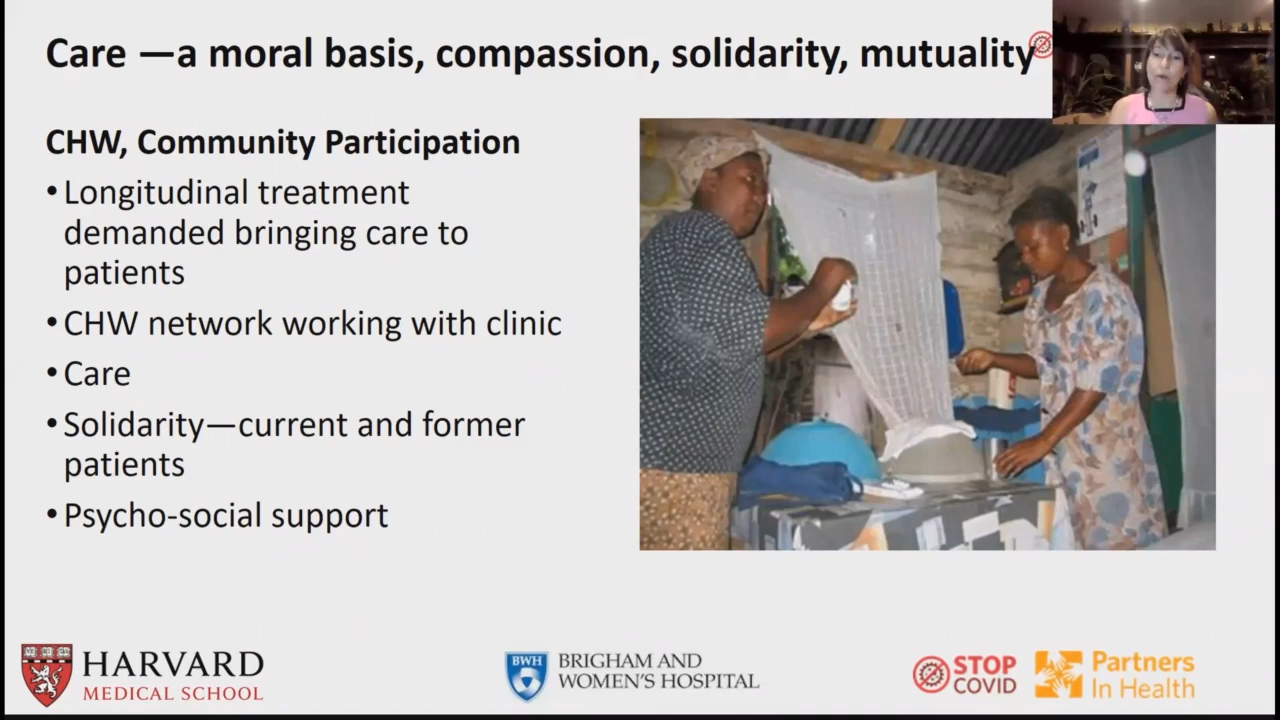 Care —a moral basis, compassion, solidarity, mutuality
CHW, Community Participation
•Longitudinal treatment
demanded bringing care to
patients
•CHW network working with clinic
•Care
•Solidarity—current and former
patients
•Psycho-social support
HARVARD
MEDICAL SCHOOL
BWH
BRIGHAM AND
WOMEN'S HOSPITAL
STOP
COVID
Partners
In Health